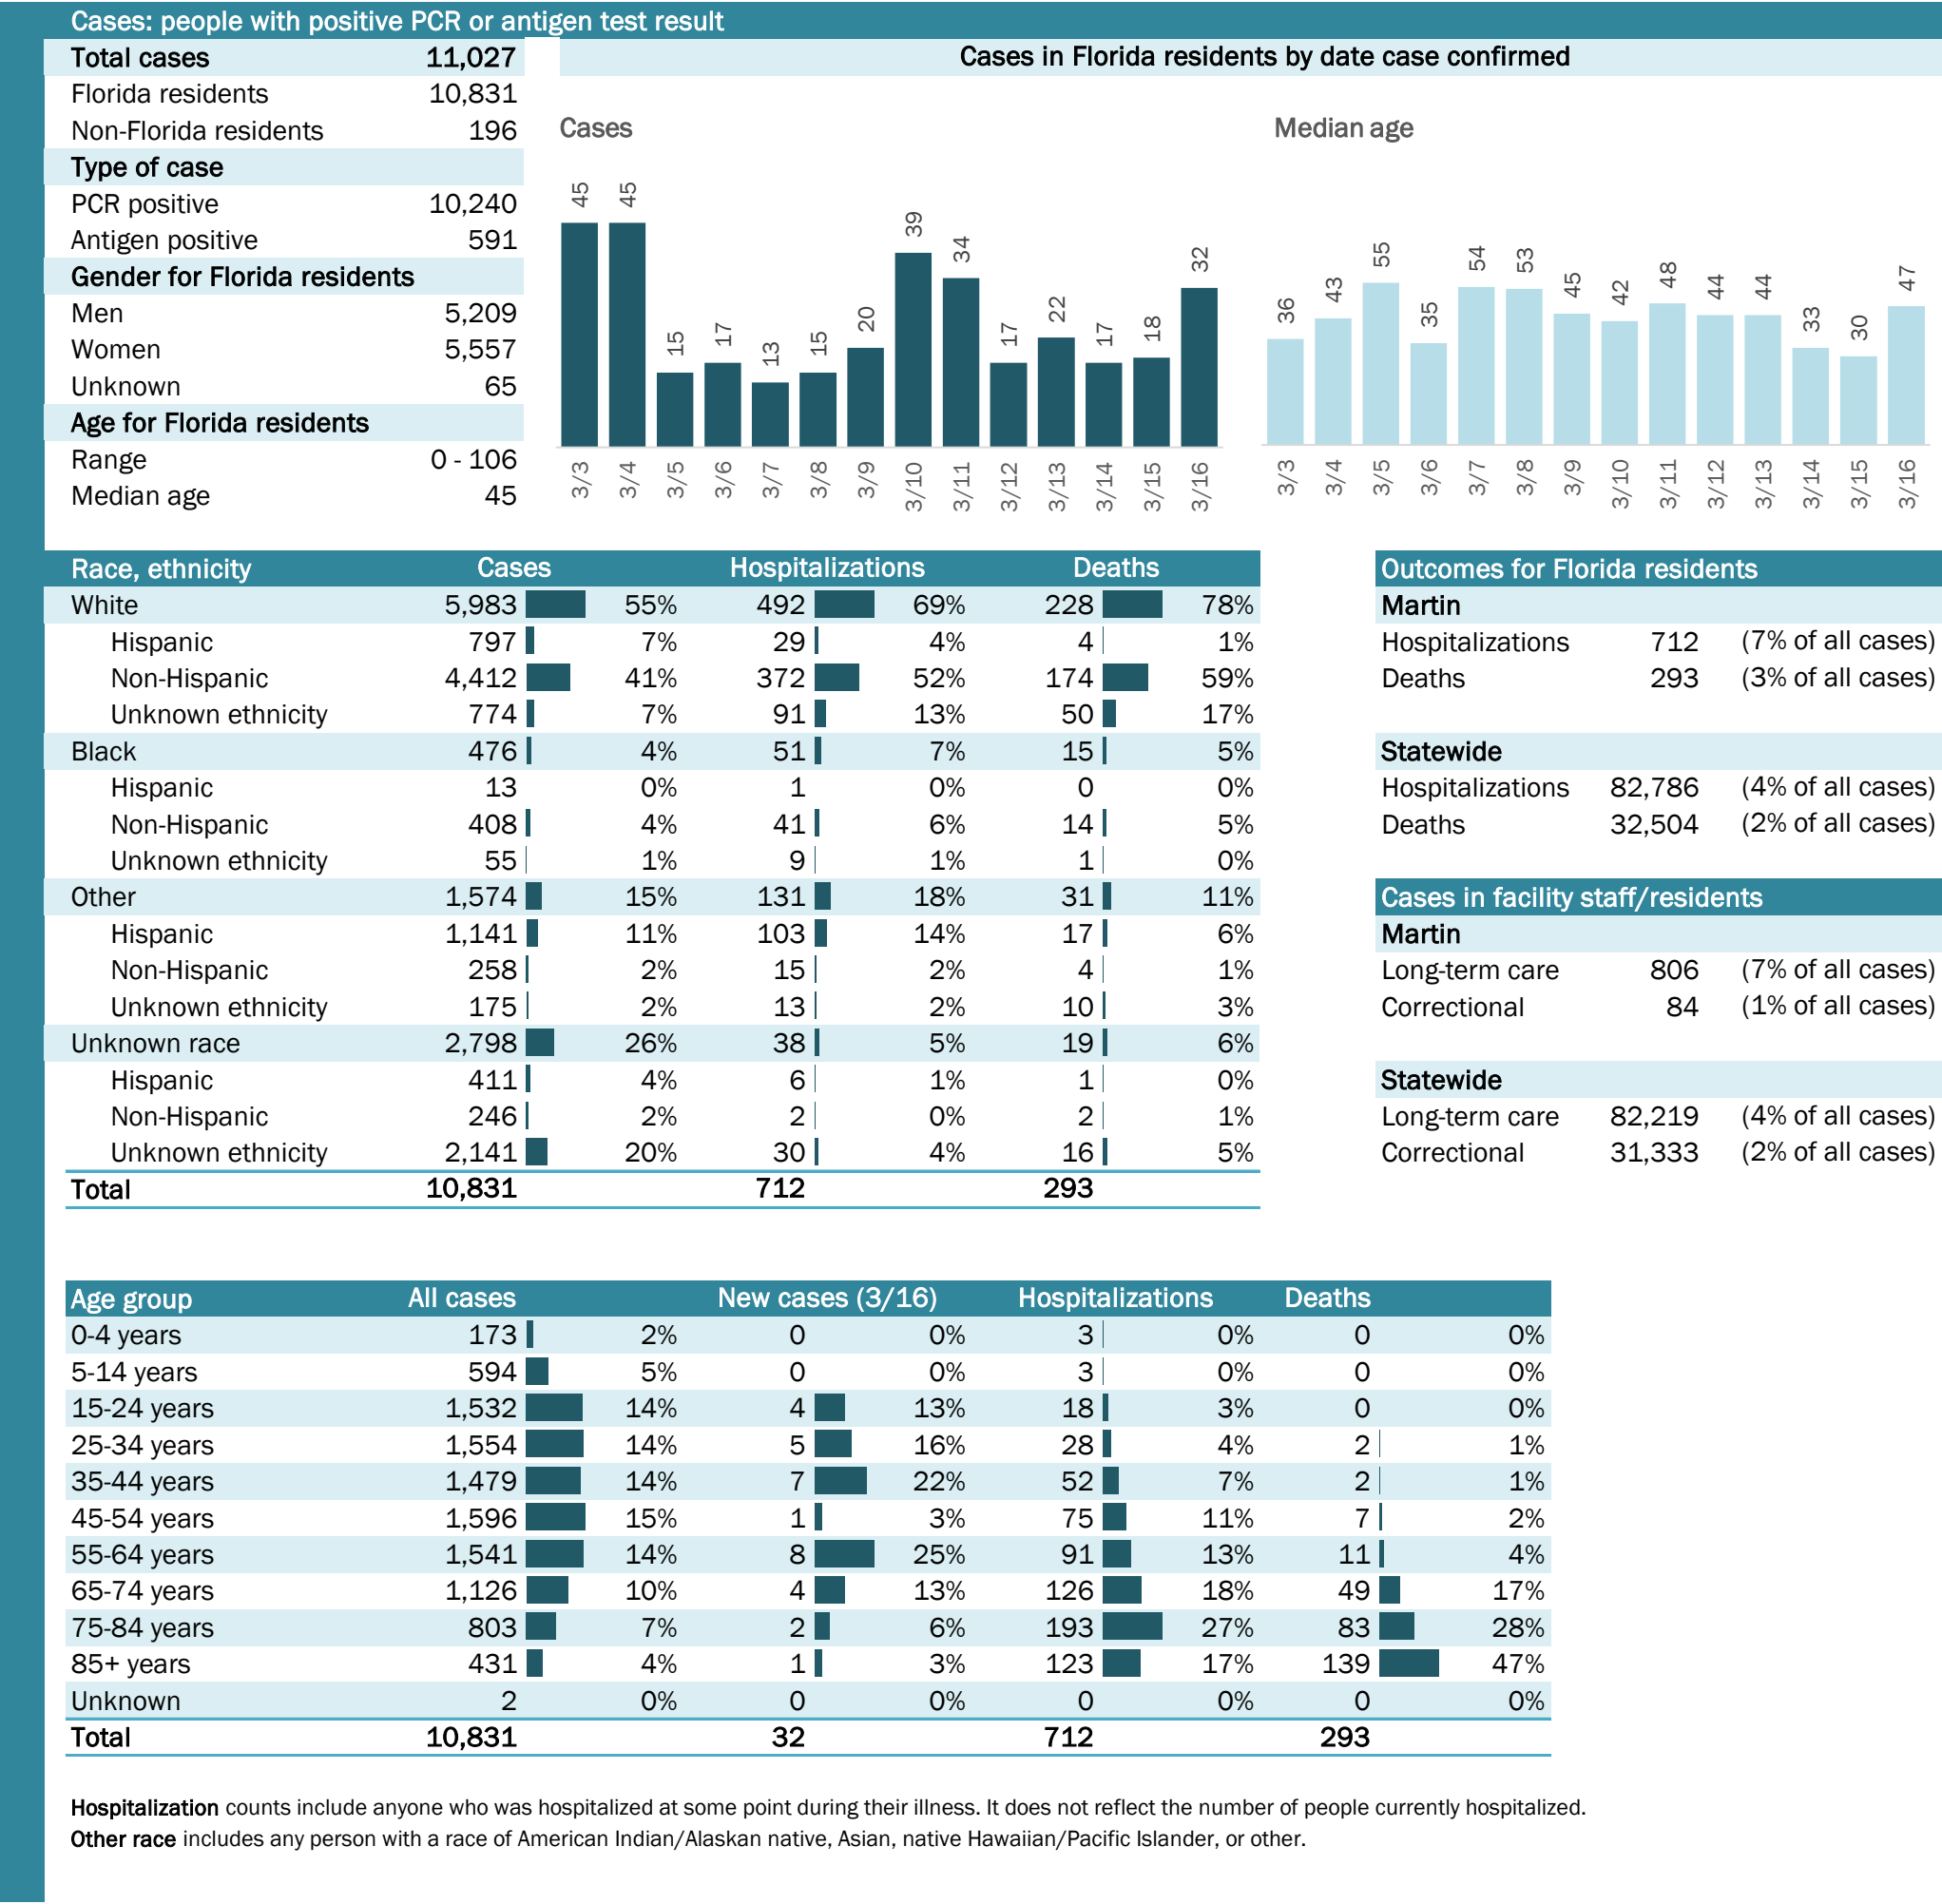 Cases: people with positive PCR or antigen test result
Total cases 11,027
Florida residents 10,831
Non-Florida residents 196
Type of case
PCR positive 10,240
Antigen positive 591
Gender for Florida residents
Men 5,209
Women 5,557
Unknown 65
Age for Florida residents
Range 0 - 106
Median age 45
Cases in Florida residents by date case confirmed
Cases
45 45 15 17 13 15 20 39 34 17 22 17 18 32
3/3 3/4 3/5 3/6 3/7 3/8 3/9 3/10 3/11 3/12 3/13 3/14 3/15 3/16
Median age
36 43 55 35 54 53 45 42 48 44 44 33 30 47
3/3 3/4 3/5 3/6 3/7 3/8 3/9 3/10 3/11 3/12 3/13 3/14 3/15 3/16
Race, ethnicity Cases Hospitalizations Deaths
White 5,983 55% 492 69% 228 78%
Hispanic 797 7% 29 4% 4 1%
Non-Hispanic 4,412 41% 372 52% 174 59%
Unknown ethnicity 774 7% 91 13% 50 17%
Black 476 4% 51 7% 15 5%
Hispanic 13 0% 1 0% 0 0%
Non-Hispanic 408 4% 41 6% 14 5%
Unknown ethnicity 55 1% 9 1% 1 0%
Other 1,574 15% 131 18% 31 11%
Hispanic 1,141 11% 103 14% 17 6%
Non-Hispanic 258 2% 15 2% 4 1%
Unknown ethnicity 175 2% 13 2% 10 3%
Unknown race 2,798 26% 38 5% 19 6%
Hispanic 411 4% 6 1% 1 0%
Non-Hispanic 246 2% 2 0% 2 1%
Unknown ethnicity 2,141 20% 30 4% 16 5%
Total 10,831 712 293
Outcomes for Florida residents
Martin
Hospitalizations 712 (7% of all cases)
Deaths 293 (3% of all cases)
Statewide
Hospitalizations 82,786 (4% of all cases)
Deaths 32,504 (2% of all cases)
Cases in facility staff/residents
Martin
Long-term care 806 (7% of all cases)
Correctional 84 (1% of all cases)
Statewide
Long-term care 82,219 (4% of all cases)
Correctional 31,333 (2% of all cases)
Age group All cases New cases (3/16) Hospitalizations Deaths
0-4 years 173 2% 0 0% 3 0% 0 0%
5-14 years 594 5% 0 0% 3 0% 0 0%
15-24 years 1,532 14% 4 13% 18 3% 0 0%
25-34 years 1,554 14% 5 16% 28 4% 2 1%
35-44 years 1,479 14% 7 22% 52 7% 2 1%
45-54 years 1,596 15% 1 3% 75 11% 7 2%
55-64 years 1,541 14% 8 25% 91 13% 11 4%
65-74 years 1,126 10% 4 13% 126 18% 49 17%
75-84 years 803 7% 2 6% 193 27% 83 28%
85+ years 431 4% 1 3% 123 17% 139 47%
Unknown 2 0% 0 0% 0 0% 0 0%
Total 10,831 32 712 293
Hospitalization counts include anyone who was hospitalized at some point during their illness. It does not reflect the number of people currently hospitalized.
Other race includes any person with a race of American Indian/Alaskan native, Asian, native Hawaiian/Pacific Islander, or other.